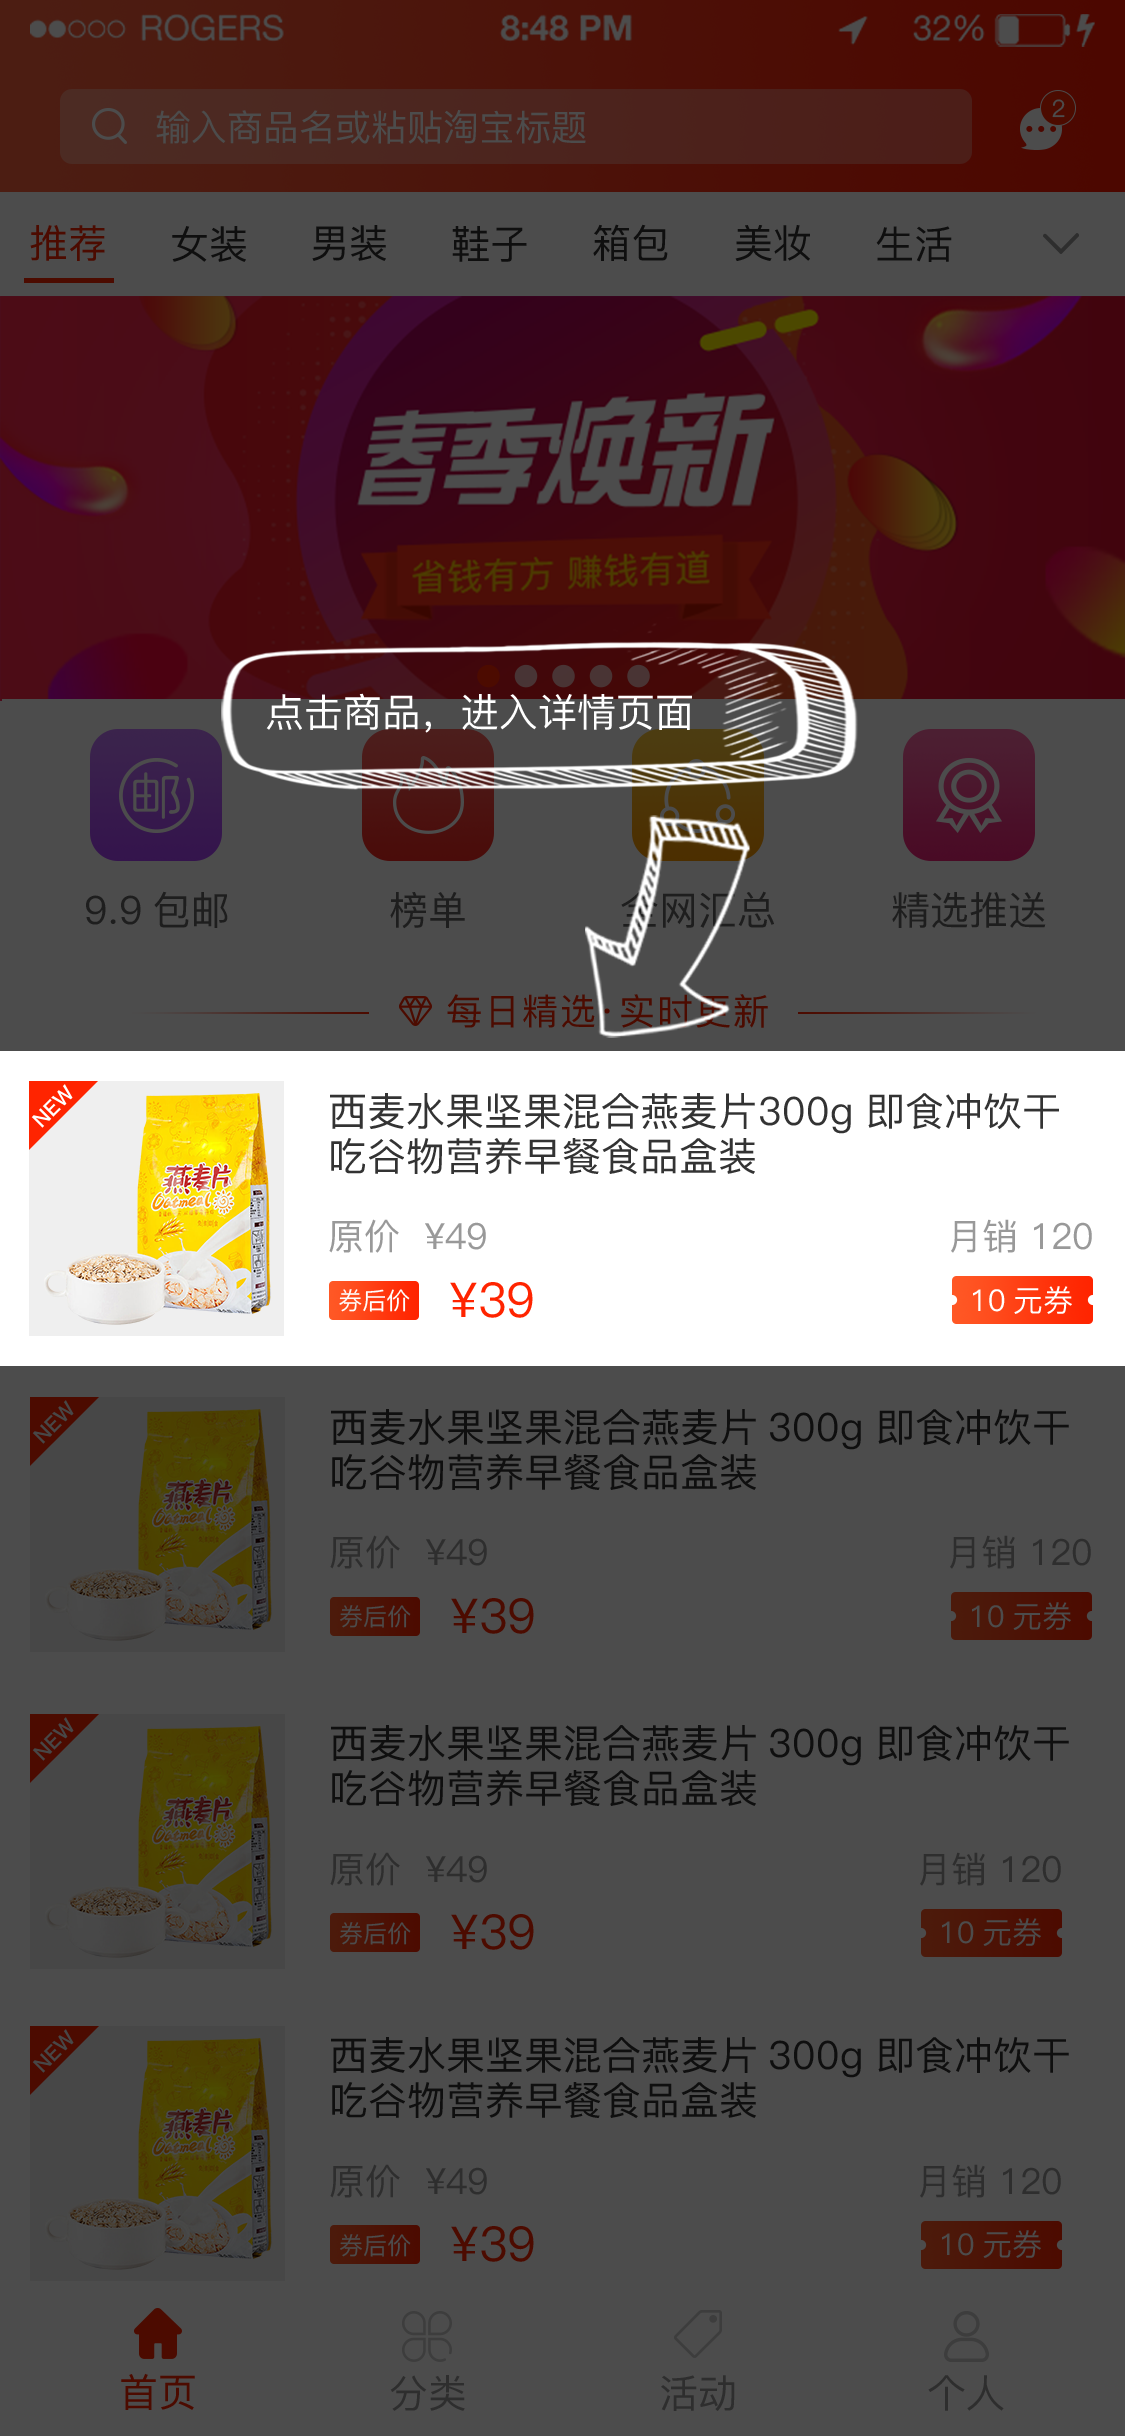 ROGERS
8:48 PM
32%
输入商品名或粘贴淘宝标题
2
推荐
女装
男装
鞋子
箱包
美妆
生活
春季焕新
省钱有方 赚钱有道
点击商品，进入详情页面
邮
9.9 包邮
榜单
全网汇总
精选推送
每日精选·实时更新
NEW
燕麦片
Oatmeal
西麦水果坚果混合燕麦片300g 即食冲饮干
吃谷物营养早餐食品盒装
原价 ¥49
月销 120
券后价 ¥39
10 元券
NEW
燕麦片
Oatmeal
西麦水果坚果混合燕麦片 300g 即食冲饮干
吃谷物营养早餐食品盒装
原价 ¥49
月销 120
券后价 ¥39
10 元券
NEW
燕麦片
Oatmeal
西麦水果坚果混合燕麦片 300g 即食冲饮干
吃谷物营养早餐食品盒装
原价 ¥49
月销 120
券后价 ¥39
10 元券
NEW
燕麦片
Oatmeal
西麦水果坚果混合燕麦片 300g 即食冲饮干
吃谷物营养早餐食品盒装
原价 ¥49
月销 120
券后价 ¥39
10 元券
首页
分类
活动
个人